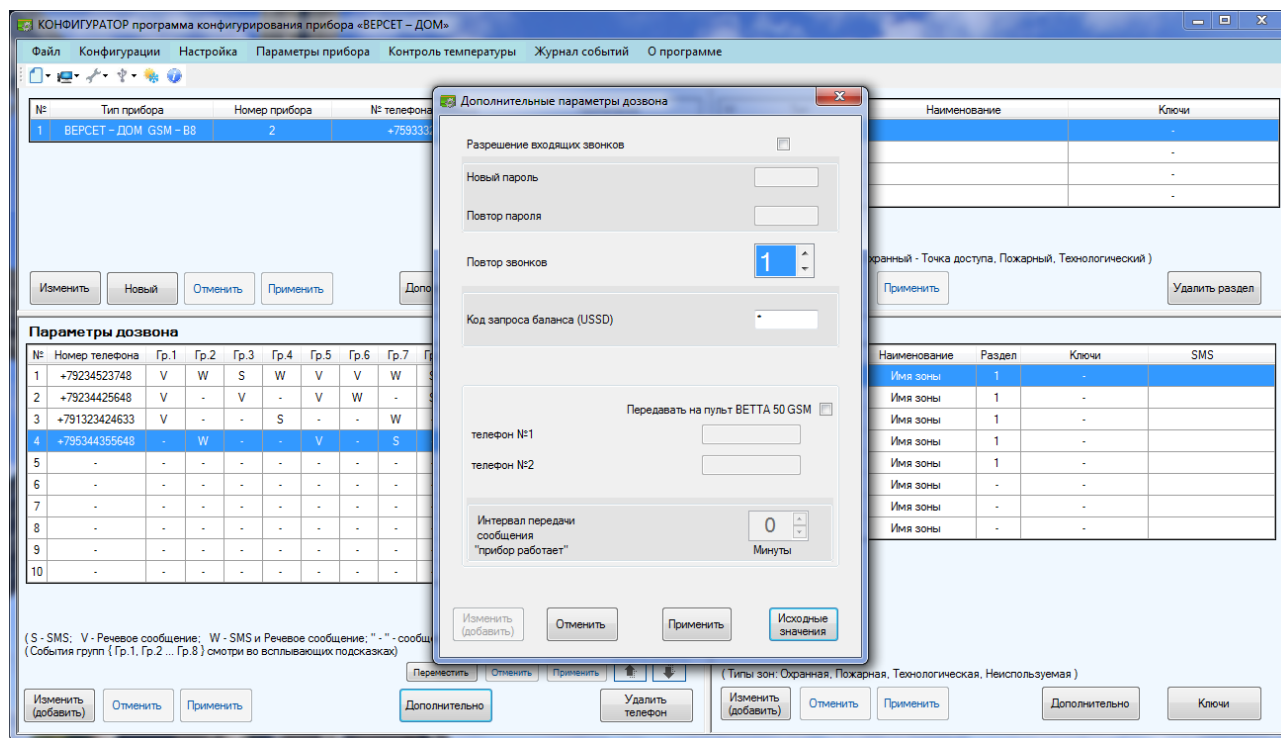 КОНФИГУРАТОР программа конфигурирования прибора «ВЕРСЕТ – ДОМ»
Файл Конфигурации Настройка Параметры прибора Контроль температуры Журнал событий О программе
№ Тип прибора Номер прибора № телефона
1 ВЕРСЕТ – ДОМ GSM – В8 2 +759333
Изменить Новый Отменить Применить
Параметры дозвона
№ Номер телефона Гр.1 Гр.2 Гр.3 Гр.4 Гр.5 Гр.6 Гр.7
1 +79234523748 V W S W V V W
2 +79234425648 V - V - V W -
3 +791323424633 V - - S - - W
4 +795344355648 - W - - V - S
5 - - - - - - - -
6 - - - - - - - -
7 - - - - - - - -
8 - - - - - - - -
9 - - - - - - - -
10 - - - - - - - -
( S - SMS; V - Речевое сообщение; W - SMS и Речевое сообщение; " - " -
(События групп { Гр.1, Гр.2 ... Гр.8 } смотри во всплывающих подсказках)
Переместить Отменить Применить
Изменить (добавить) Отменить Применить Дополнительно Удалить телефон
Дополнительные параметры дозвона
Разрешение входящих звонков
Новый пароль
Повтор пароля
Повтор звонков 1
Код запроса баланса (USSD) *
Передавать на пульт BETTA 50 GSM
телефон №1
телефон №2
Интервал передачи
сообщения
"прибор работает"
0
Минуты
Изменить (добавить) Отменить Применить Исходные значения
Наименование Ключи
-
-
-
-
- Точка доступа, Пожарный, Технологический )
Применить Удалить раздел
Наименование Раздел Ключи SMS
Имя зоны 1 -
Имя зоны 1 -
Имя зоны 1 -
Имя зоны 1 -
Имя зоны 1 -
Имя зоны - -
Имя зоны - -
Имя зоны - -
( Типы зон: Охранная, Пожарная, Технологическая, Неиспользуемая )
Изменить (добавить) Отменить Применить Дополнительно Ключи